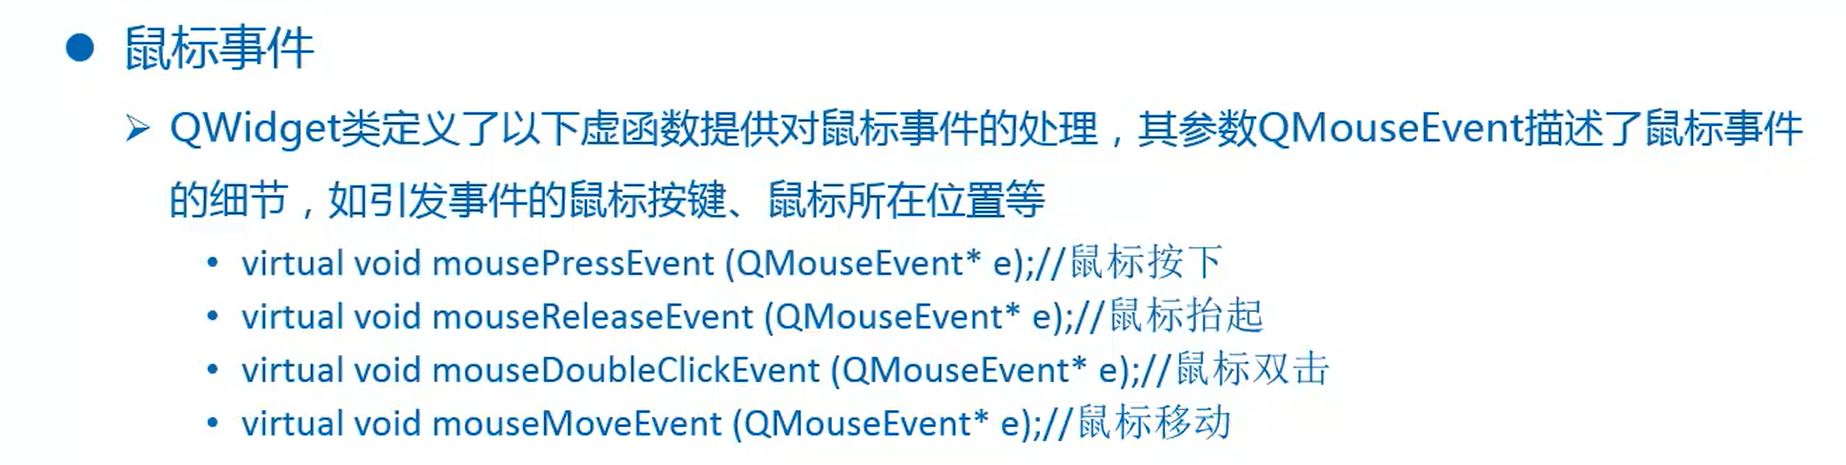 ● 鼠标事件
➢ QWidget类定义了以下虚函数提供对鼠标事件的处理，其参数QMouseEvent描述了鼠标事件
的细节，如引发事件的鼠标按键、鼠标所在位置等
• virtual void mousePressEvent (QMouseEvent* e);//鼠标按下
• virtual void mouseReleaseEvent (QMouseEvent* e);//鼠标抬起
• virtual void mouseDoubleClickEvent (QMouseEvent* e);//鼠标双击
• virtual void mouseMoveEvent (QMouseEvent* e);//鼠标移动